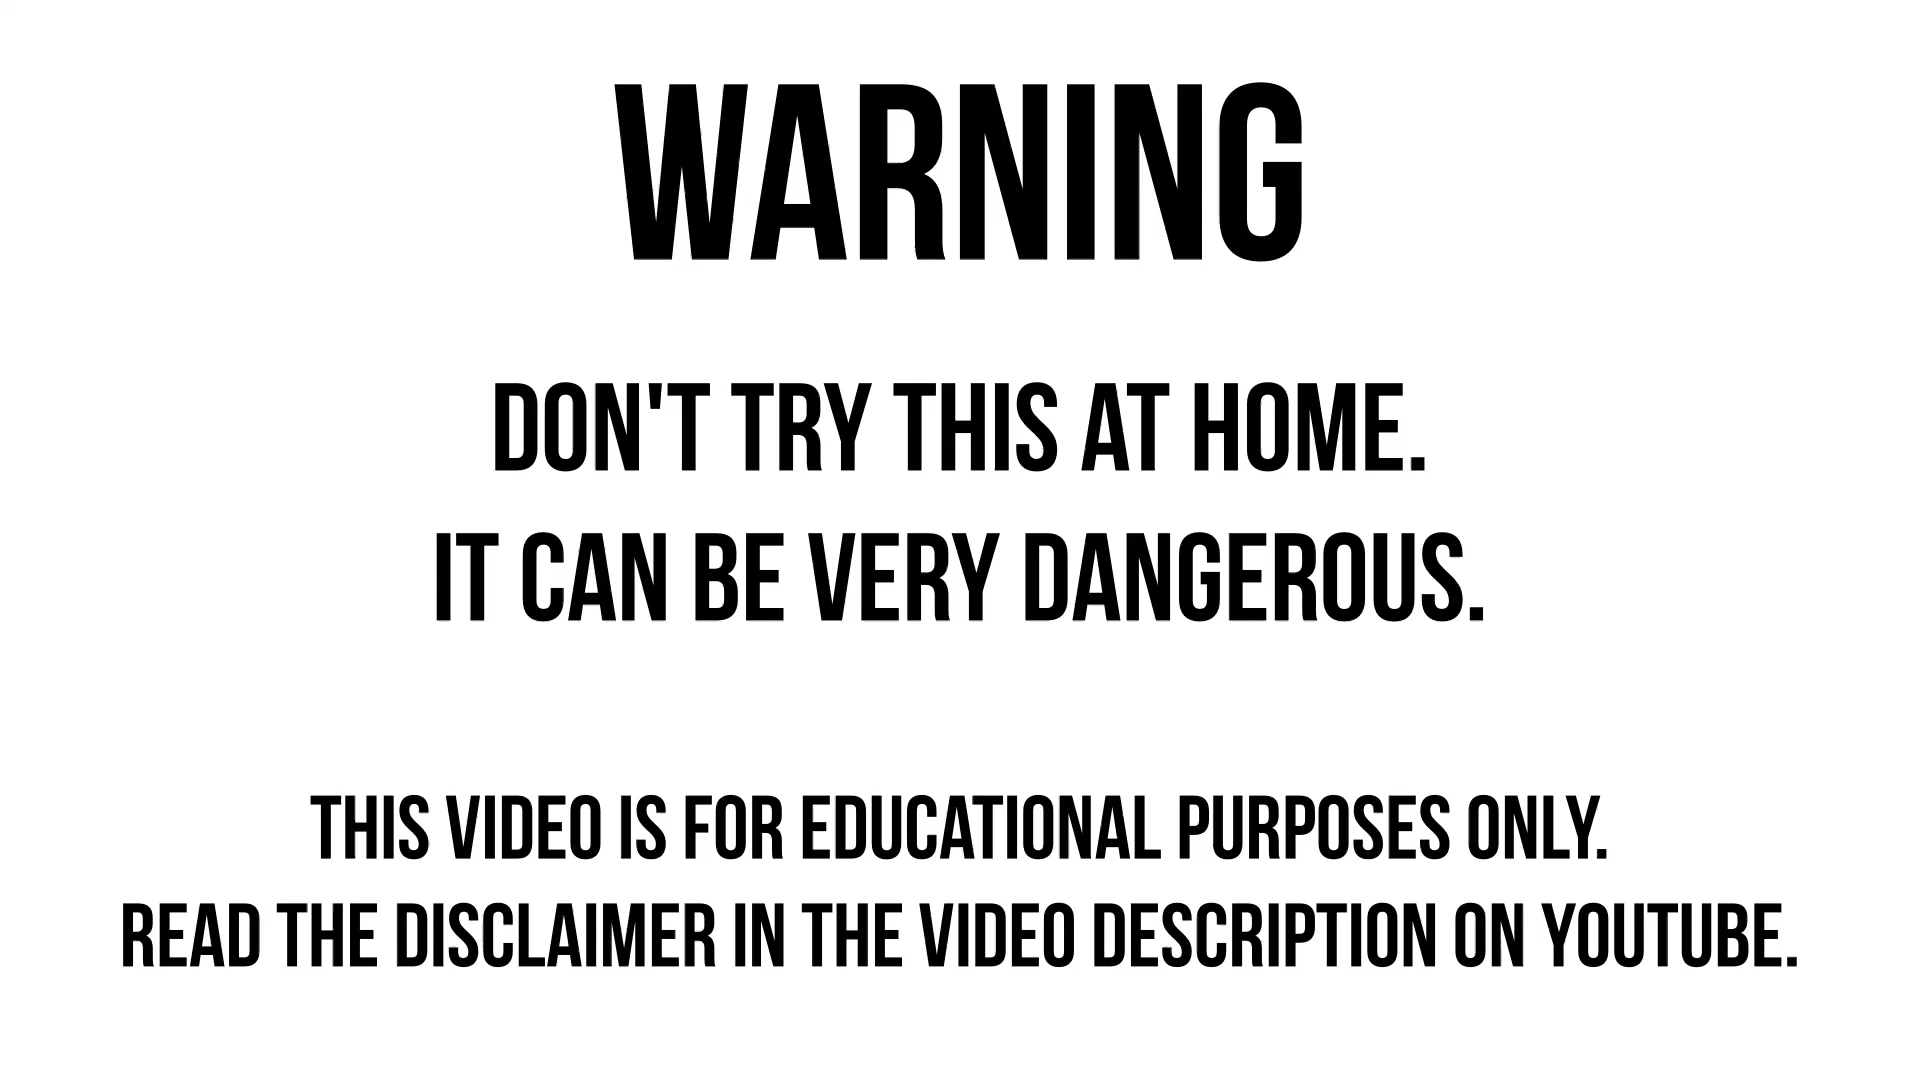 WARNING
DON'T TRY THIS AT HOME.
IT CAN BE VERY DANGEROUS.
THIS VIDEO IS FOR EDUCATIONAL PURPOSES ONLY.
READ THE DISCLAIMER IN THE VIDEO DESCRIPTION ON YOUTUBE.